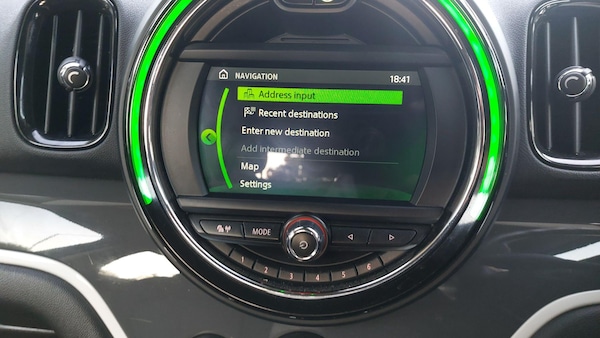 NAVIGATION 18:41
Address input
Recent destinations
Enter new destination
Add intermediate destination
Map
Settings
MODE
1 2 3 4 5 6